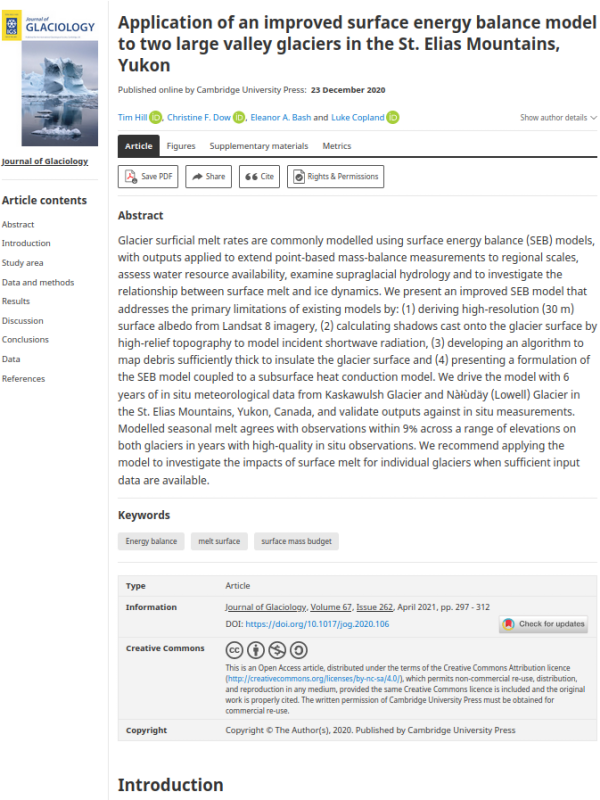 Journal of
GLACIOLOGY
Journal of Glaciology
Article contents
Abstract
Introduction
Study area
Data and methods
Results
Discussion
Conclusions
Data
References
Application of an improved surface energy balance model
to two large valley glaciers in the St. Elias Mountains,
Yukon
Published online by Cambridge University Press: 23 December 2020
Tim Hill iD, Christine F. Dow iD, Eleanor A. Bash and Luke Copland iD
Show author details
Article Figures Supplementary materials Metrics
Save PDF Share Cite Rights & Permissions
Abstract
Glacier surficial melt rates are commonly modelled using surface energy balance (SEB) models,
with outputs applied to extend point-based mass-balance measurements to regional scales,
assess water resource availability, examine supraglacial hydrology and to investigate the
relationship between surface melt and ice dynamics. We present an improved SEB model that
addresses the primary limitations of existing models by: (1) deriving high-resolution (30 m)
surface albedo from Landsat 8 imagery, (2) calculating shadows cast onto the glacier surface by
high-relief topography to model incident shortwave radiation, (3) developing an algorithm to
map debris sufficiently thick to insulate the glacier surface and (4) presenting a formulation of
the SEB model coupled to a subsurface heat conduction model. We drive the model with 6
years of in situ meteorological data from Kaskawulsh Glacier and Nàłùdäy (Lowell) Glacier in
the St. Elias Mountains, Yukon, Canada, and validate outputs against in situ measurements.
Modelled seasonal melt agrees with observations within 9% across a range of elevations on
both glaciers in years with high-quality in situ observations. We recommend applying the
model to investigate the impacts of surface melt for individual glaciers when sufficient input
data are available.
Keywords
Energy balance melt surface surface mass budget
Type Article
Information Journal of Glaciology, Volume 67, Issue 262, April 2021, pp. 297 - 312
DOI: https://doi.org/10.1017/jog.2020.106 Check for updates
Creative Commons
This is an Open Access article, distributed under the terms of the Creative Commons Attribution licence
(http://creativecommons.org/licenses/by-nc-sa/4.0/), which permits non-commercial re-use, distribution,
and reproduction in any medium, provided the same Creative Commons licence is included and the original
work is properly cited. The written permission of Cambridge University Press must be obtained for
commercial re-use.
Copyright Copyright © The Author(s), 2020. Published by Cambridge University Press
Introduction